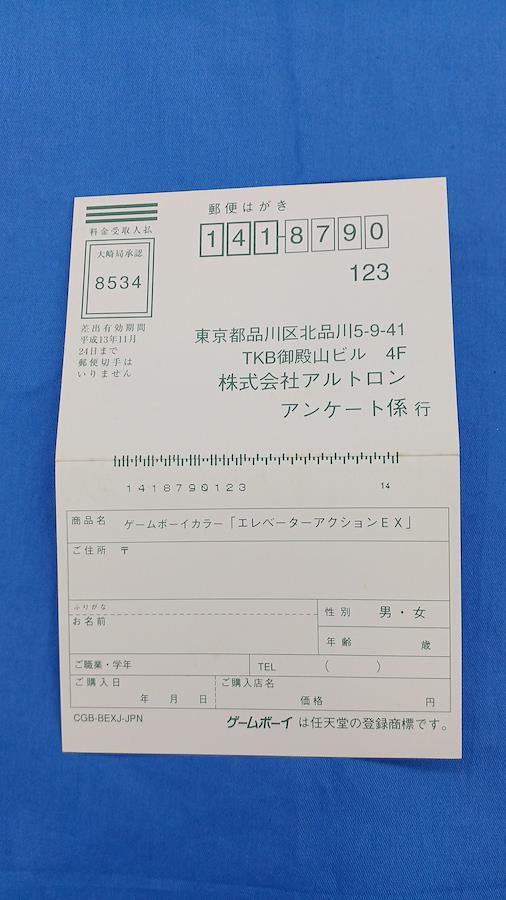 郵便はがき
料金受取人払
141-8790
大崎局承認
8534
123
差出有効期間
平成13年11月
24日まで
郵便切手は
いりません
東京都品川区北品川5-9-41
TKB御殿山ビル 4F
株式会社アルトロン
アンケート係 行
1418790123
14
商品名 ゲームボーイカラー「エレベーターアクションEX」
ご住所 〒
ふりがな
お名前
性別 男・女
年齢 歳
ご職業・学年
TEL ( )
ご購入日
年 月 日
ご購入店名
価格 円
CGB-BEXJ-JPN
ゲームボーイは任天堂の登録商標です。